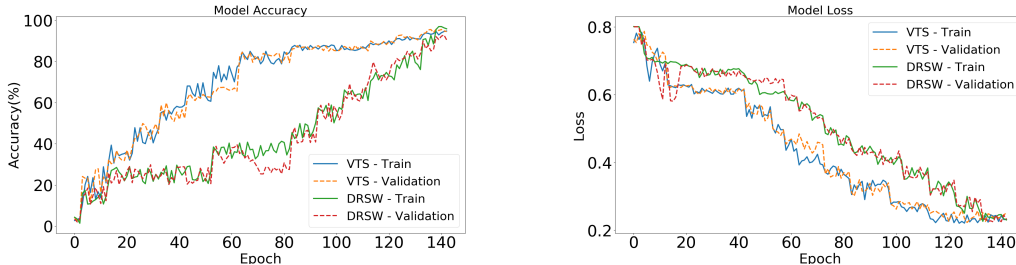 Model Accuracy
Accuracy(%)
100
80
60
40
20
0
0 20 40 60 80 100 120 140
Epoch
VTS - Train
VTS - Validation
DRSW - Train
DRSW - Validation
Model Loss
Loss
0.8
0.6
0.4
0.2
0 20 40 60 80 100 120 140
Epoch
VTS - Train
VTS - Validation
DRSW - Train
DRSW - Validation